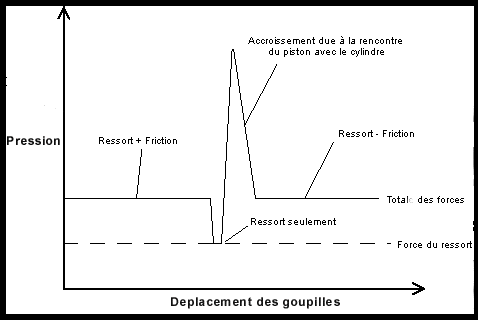 Accroissement due à la rencontre
du piston avec le cylindre
Pression
Ressort + Friction
Ressort - Friction
Total des forces
Ressort seulement
Force du ressort
Deplacement des goupilles